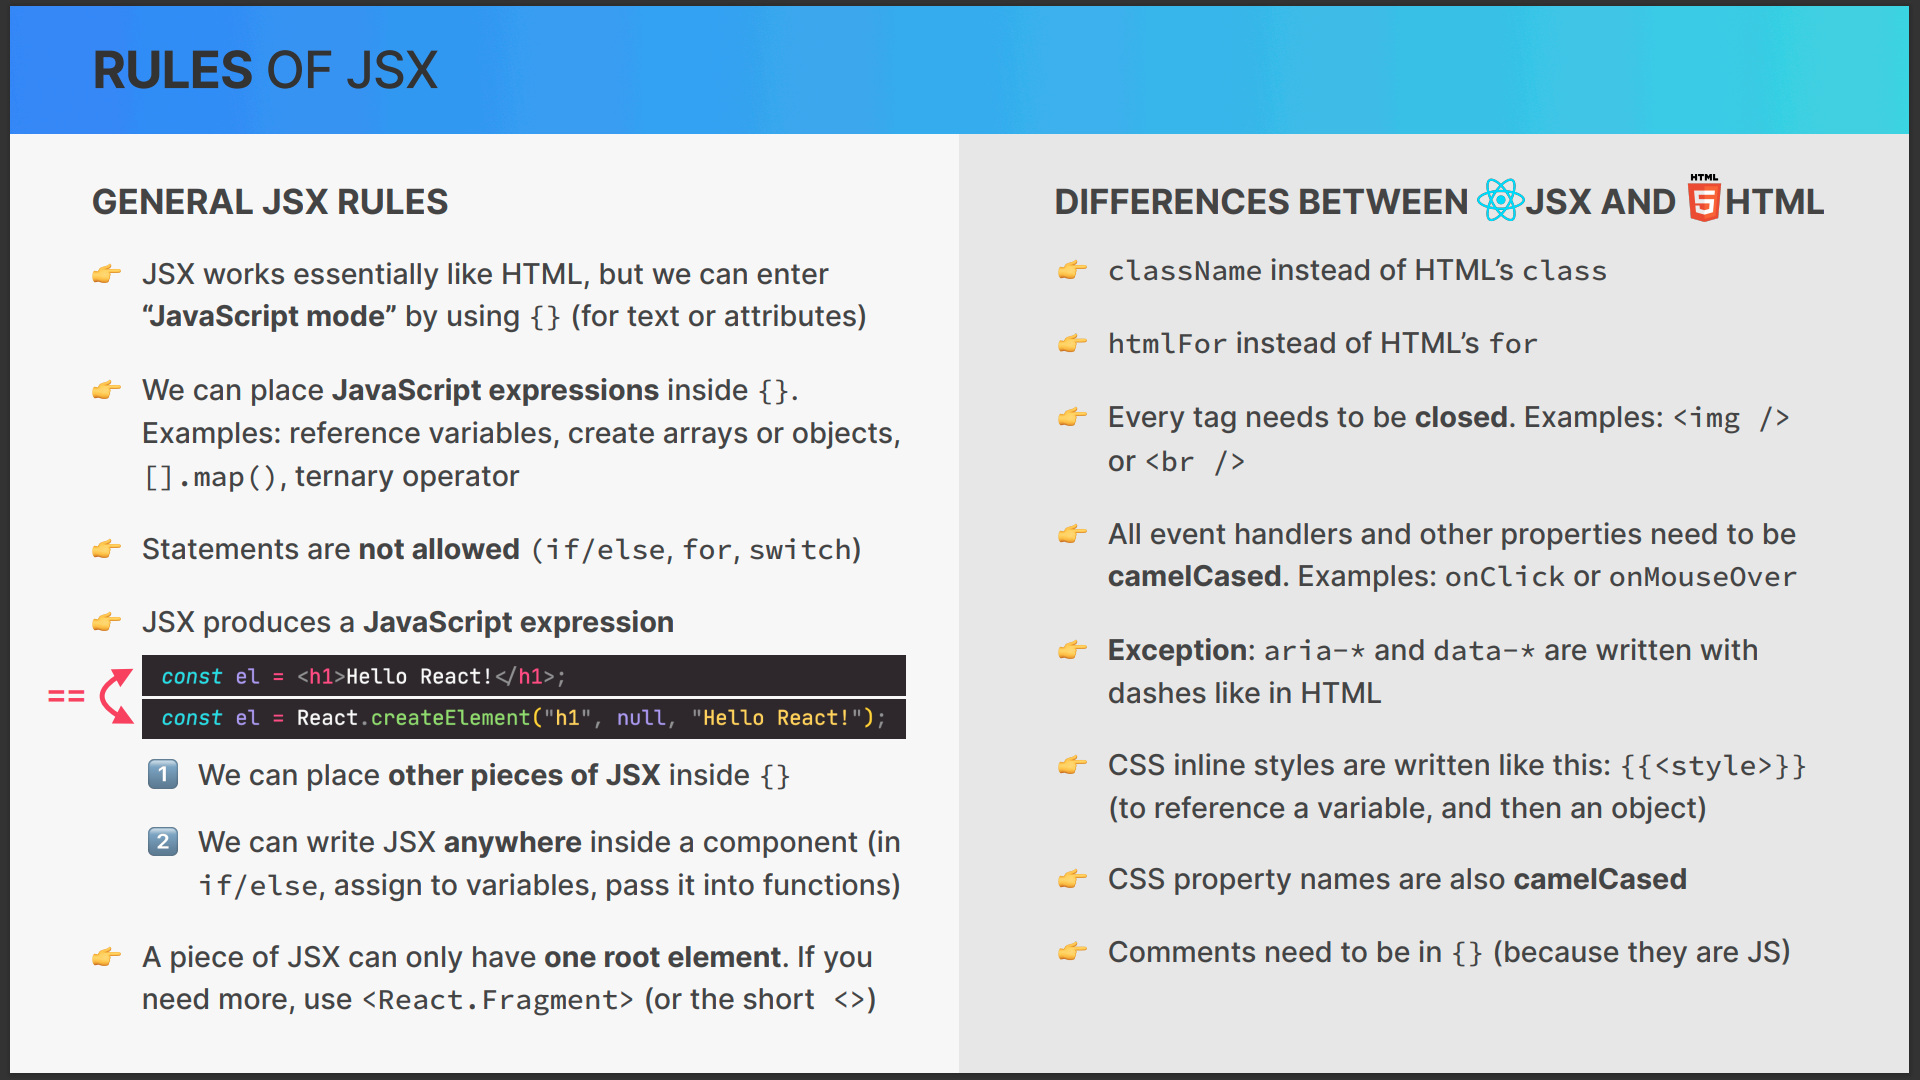 RULES OF JSX
GENERAL JSX RULES
👉 JSX works essentially like HTML, but we can enter
“JavaScript mode” by using {} (for text or attributes)
👉 We can place JavaScript expressions inside {}.
Examples: reference variables, create arrays or objects,
[].map(), ternary operator
👉 Statements are not allowed (if/else, for, switch)
👉 JSX produces a JavaScript expression
==
const el = <h1>Hello React!</h1>;
const el = React.createElement("h1", null, "Hello React!");
1 We can place other pieces of JSX inside {}
2 We can write JSX anywhere inside a component (in
if/else, assign to variables, pass it into functions)
👉 A piece of JSX can only have one root element. If you
need more, use <React.Fragment> (or the short <>)
DIFFERENCES BETWEEN JSX AND HTML 5 HTML
👉 className instead of HTML’s class
👉 htmlFor instead of HTML’s for
👉 Every tag needs to be closed. Examples: <img />
or <br />
👉 All event handlers and other properties need to be
camelCased. Examples: onClick or onMouseOver
👉 Exception: aria-* and data-* are written with
dashes like in HTML
👉 CSS inline styles are written like this: {{<style>}}
(to reference a variable, and then an object)
👉 CSS property names are also camelCased
👉 Comments need to be in {} (because they are JS)